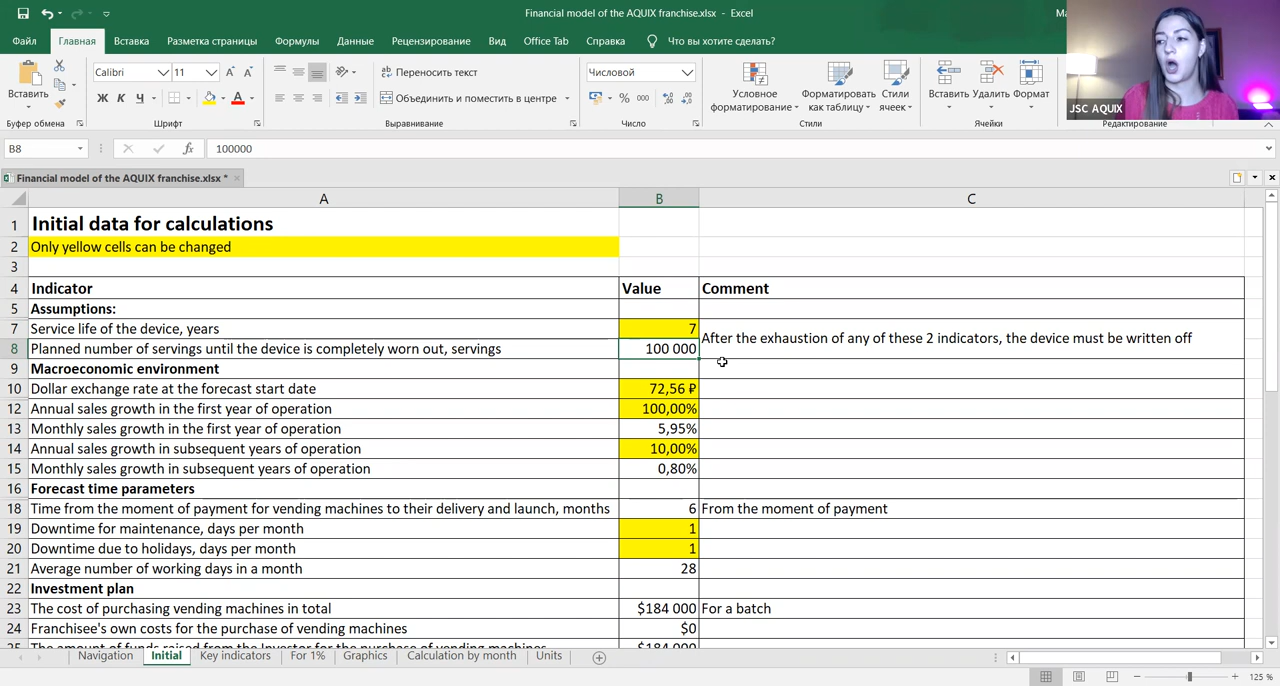 Financial model of the AQUIX franchise.xlsx - Excel
Файл Главная Вставка Разметка страницы Формулы Данные Рецензирование Вид Office Tab Справка Что вы хотите сделать?
JSC AQUIX
Вставить
Calibri 11
Ж К Ч А
Переносить текст
Объединить и поместить в центре
Числовой
% 000
Условное форматирование
Форматировать как таблицу
Стили ячеек
Вставить Удалить Формат
Буфер обмена Шрифт Выравнивание Число Стили Ячейки Редактирование
B8 fx 100000
Financial model of the AQUIX franchise.xlsx *
A B C
1 Initial data for calculations
2 Only yellow cells can be changed
3
4 Indicator Value Comment
5 Assumptions:
7 Service life of the device, years 7
After the exhaustion of any of these 2 indicators, the device must be written off
8 Planned number of servings until the device is completely worn out, servings 100 000
9 Macroeconomic environment
10 Dollar exchange rate at the forecast start date 72,56 ₽
12 Annual sales growth in the first year of operation 100,00%
13 Monthly sales growth in the first year of operation 5,95%
14 Annual sales growth in subsequent years of operation 10,00%
15 Monthly sales growth in subsequent years of operation 0,80%
16 Forecast time parameters
18 Time from the moment of payment for vending machines to their delivery and launch, months 6 From the moment of payment
19 Downtime for maintenance, days per month 1
20 Downtime due to holidays, days per month 1
21 Average number of working days in a month 28
22 Investment plan
23 The cost of purchasing vending machines in total $184 000 For a batch
24 Franchisee's own costs for the purchase of vending machines $0
25 The amount of funds raised from the Investor for the purchase of vending machines $184 000
Navigation Initial Key indicators For 1% Graphics Calculation by month Units
125 %